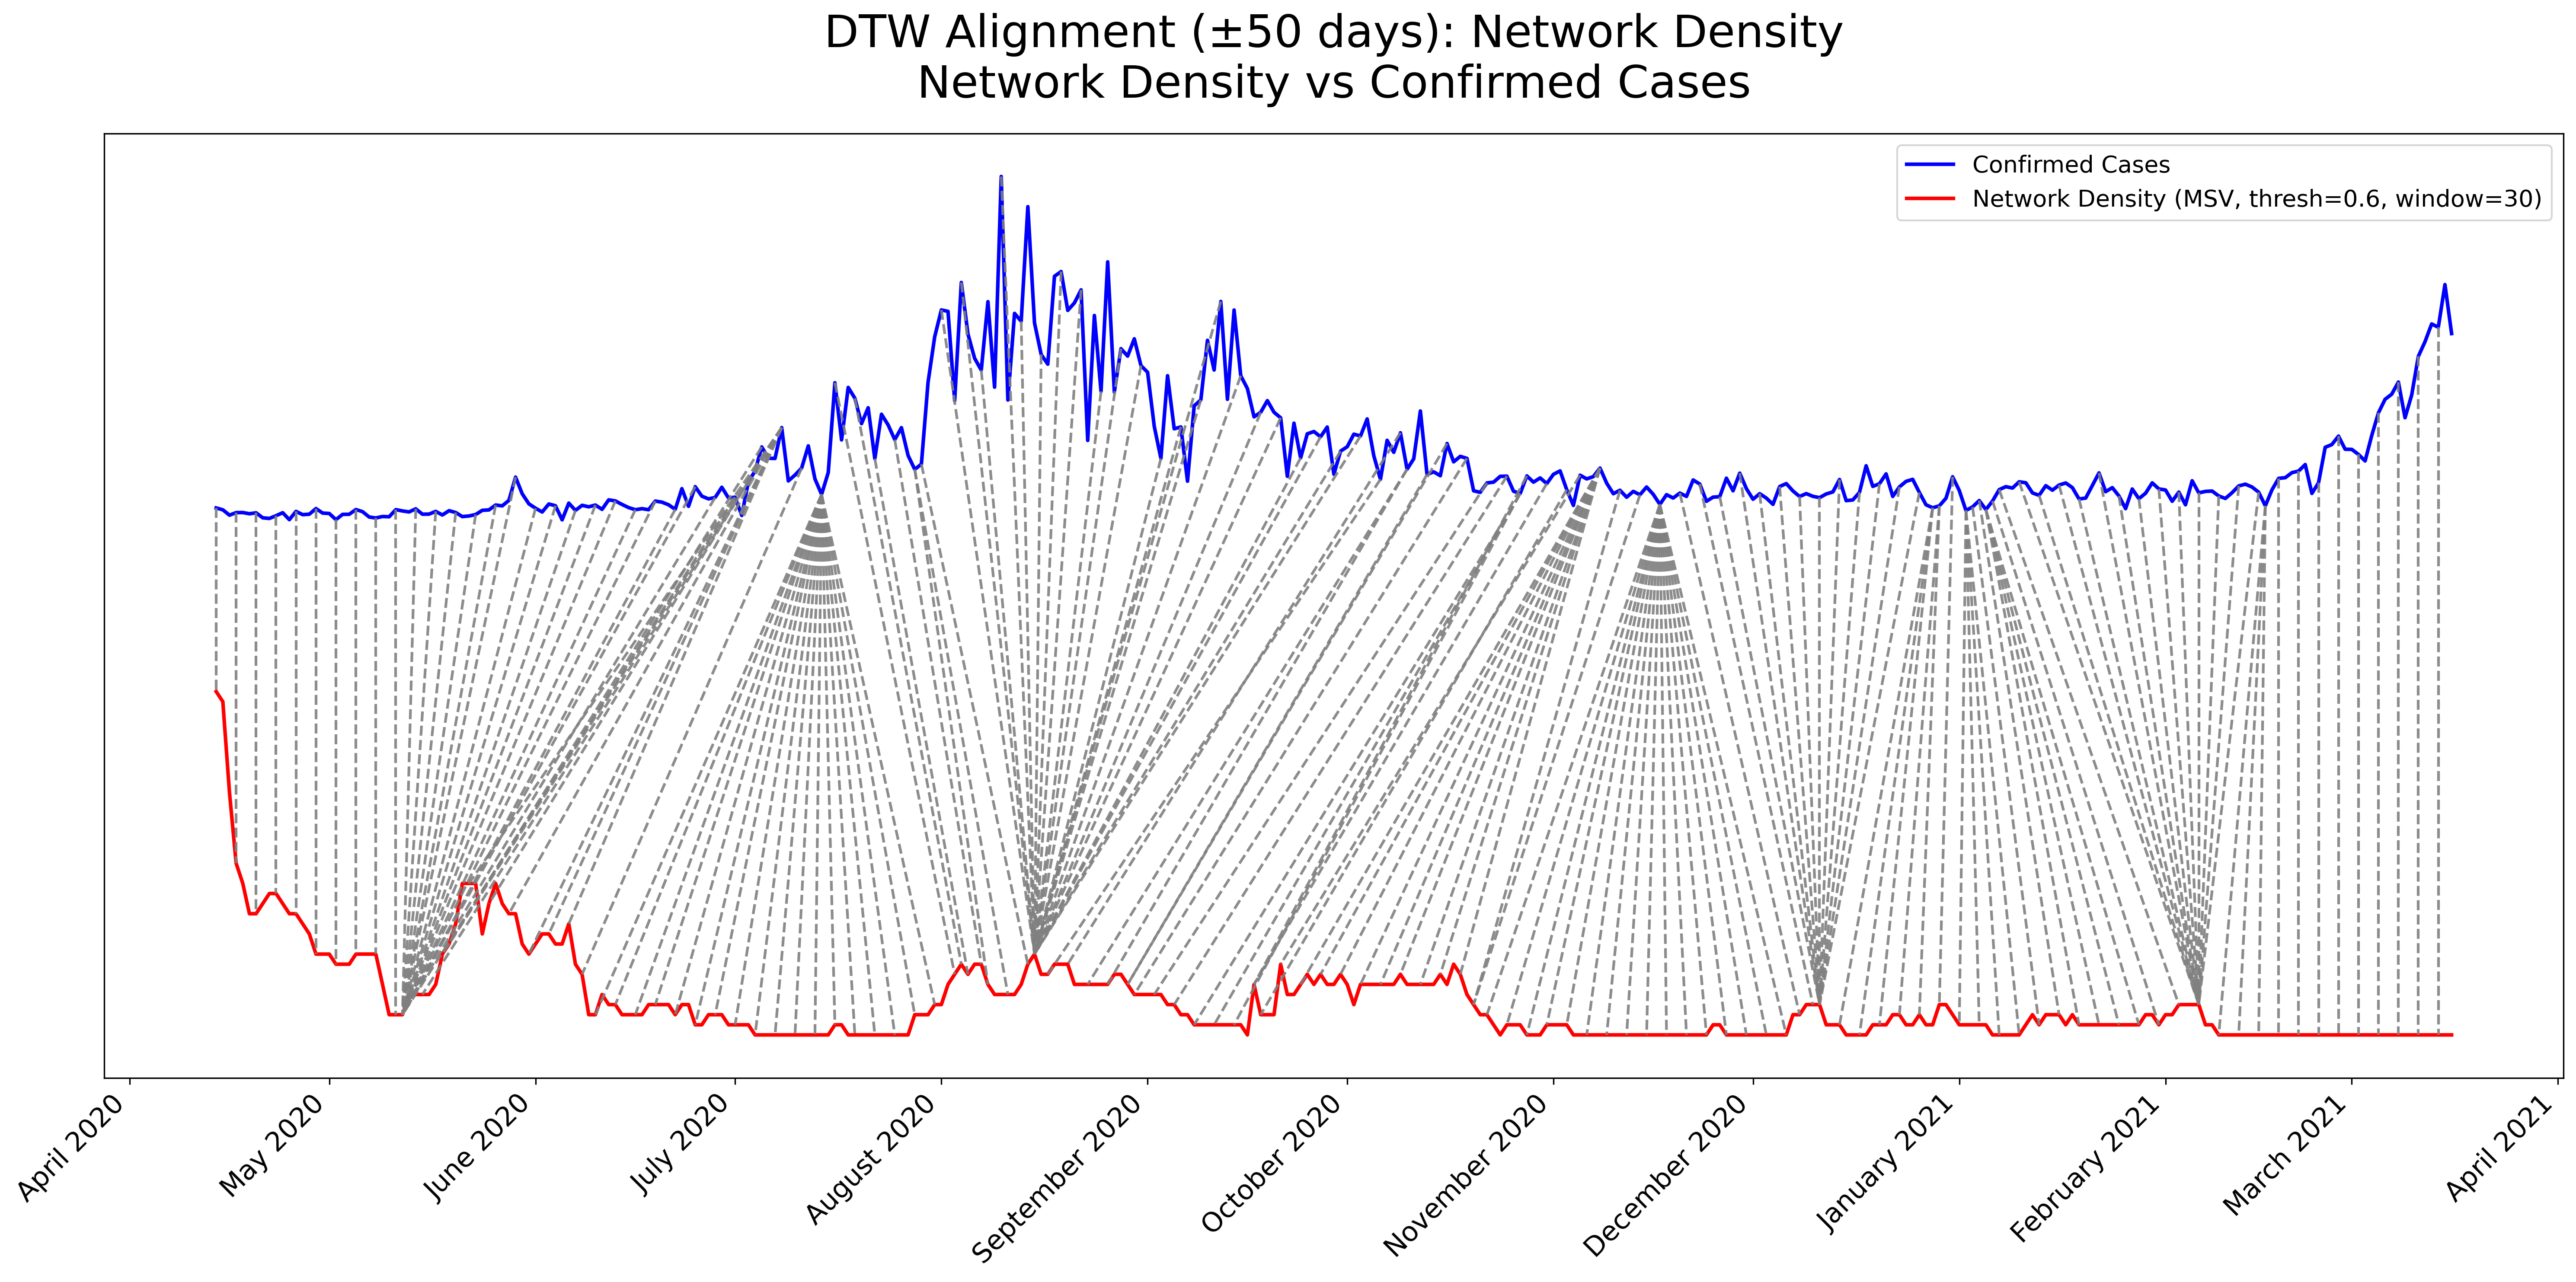 DTW Alignment (±50 days): Network Density
Network Density vs Confirmed Cases
Confirmed Cases
Network Density (MSV, thresh=0.6, window=30)
April 2020
May 2020
June 2020
July 2020
August 2020
September 2020
October 2020
November 2020
December 2020
January 2021
February 2021
March 2021
April 2021